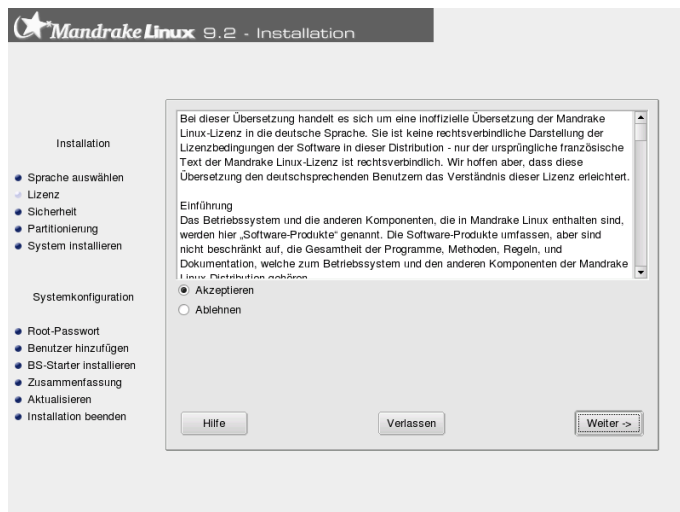 MandrakeLinux 9.2 - Installation
Installation
Sprache auswählen
Lizenz
Sicherheit
Partitionierung
System installieren
Systemkonfiguration
Root-Passwort
Benutzer hinzufügen
BS-Starter installieren
Zusammenfassung
Aktualisieren
Installation beenden
Bei dieser Übersetzung handelt es sich um eine inoffizielle Übersetzung der Mandrake
Linux-Lizenz in die deutsche Sprache. Sie ist keine rechtsverbindliche Darstellung der
Lizenzbedingungen der Software in dieser Distribution - nur der ursprüngliche französische
Text der Mandrake Linux-Lizenz ist rechtsverbindlich. Wir hoffen aber, dass diese
Übersetzung den deutschsprechenden Benutzern das Verständnis dieser Lizenz erleichtert.
Einführung
Das Betriebssystem und die anderen Komponenten, die in Mandrake Linux enthalten sind,
werden hier „Software-Produkte“ genannt. Die Software-Produkte umfassen, aber sind
nicht beschränkt auf, die Gesamtheit der Programme, Methoden, Regeln, und
Dokumentation, welche zum Betriebssystem und den anderen Komponenten der Mandrake
Linux Distribution gehören
Akzeptieren
Ablehnen
Hilfe
Verlassen
Weiter ->